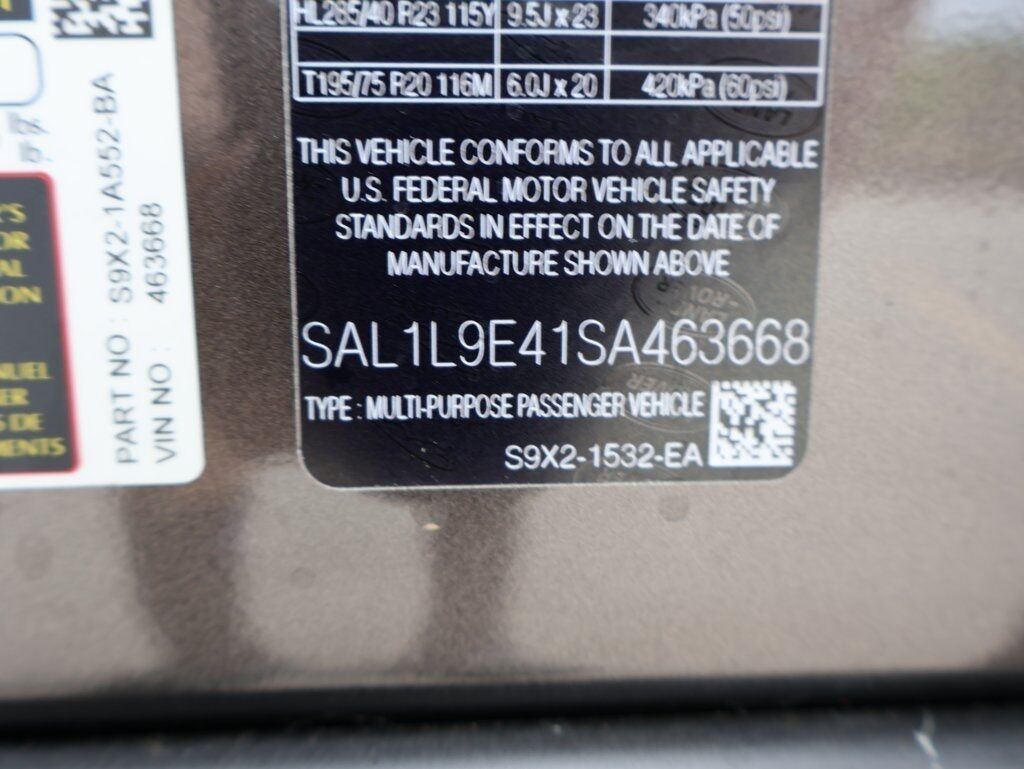 HL285/40 R23 115Y 9.5J x 23 340kPa (50psi)
T195/75 R20 116M 6.0J x 20 420kPa (60psi)
THIS VEHICLE CONFORMS TO ALL APPLICABLE
U.S. FEDERAL MOTOR VEHICLE SAFETY
STANDARDS IN EFFECT ON THE DATE OF
MANUFACTURE SHOWN ABOVE
SAL1L9E41SA463668
TYPE : MULTI-PURPOSE PASSENGER VEHICLE
S9X2-1532-EA
PART NO : S9X2-1A552-BA
VIN NO : 463668